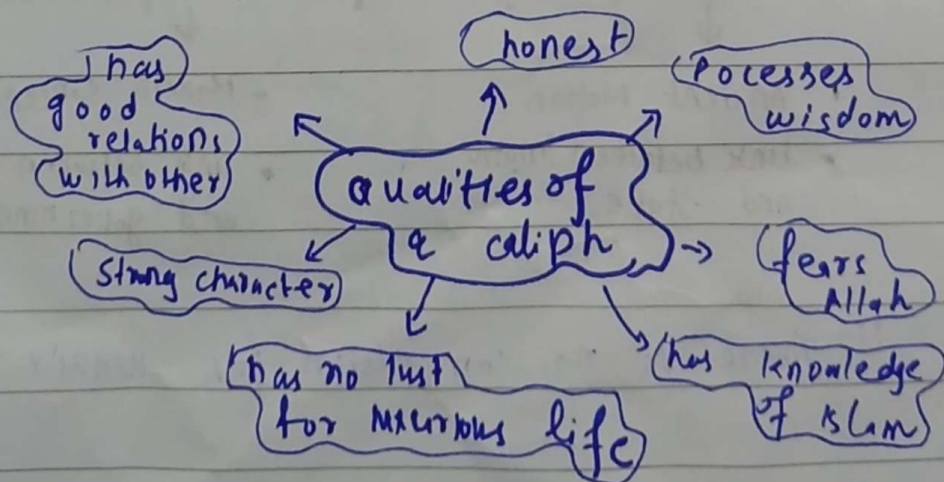 honest
has
good
relations
with other
Pocesses
wisdom
Qualities of
a caliph
Strong character
fears
Allah
has no lust
for luxurious life
has knowledge
of Islam